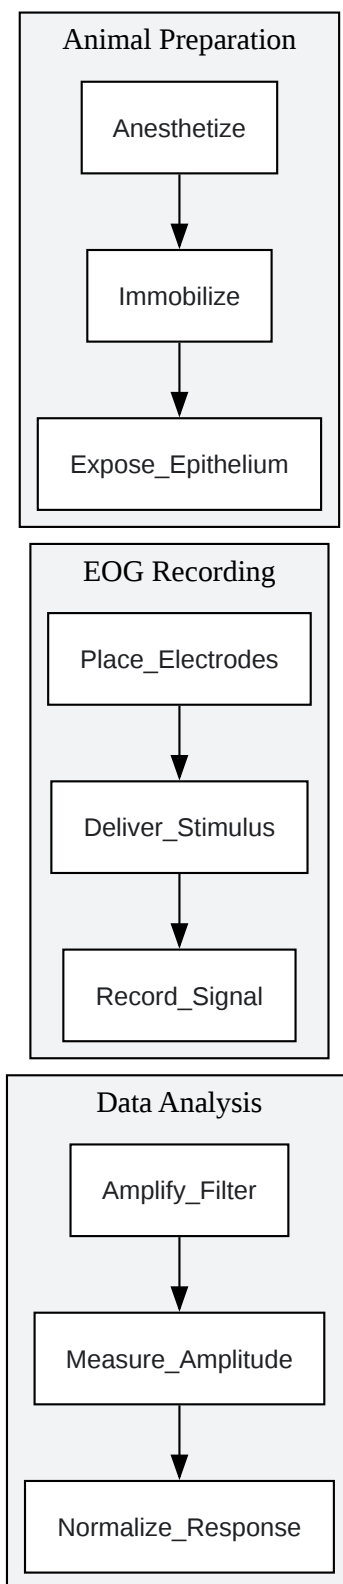 Animal Preparation
Anesthetize
Immobilize
Expose_Epithelium
EOG Recording
Place_Electrodes
Deliver_Stimulus
Record_Signal
Data Analysis
Amplify_Filter
Measure_Amplitude
Normalize_Response